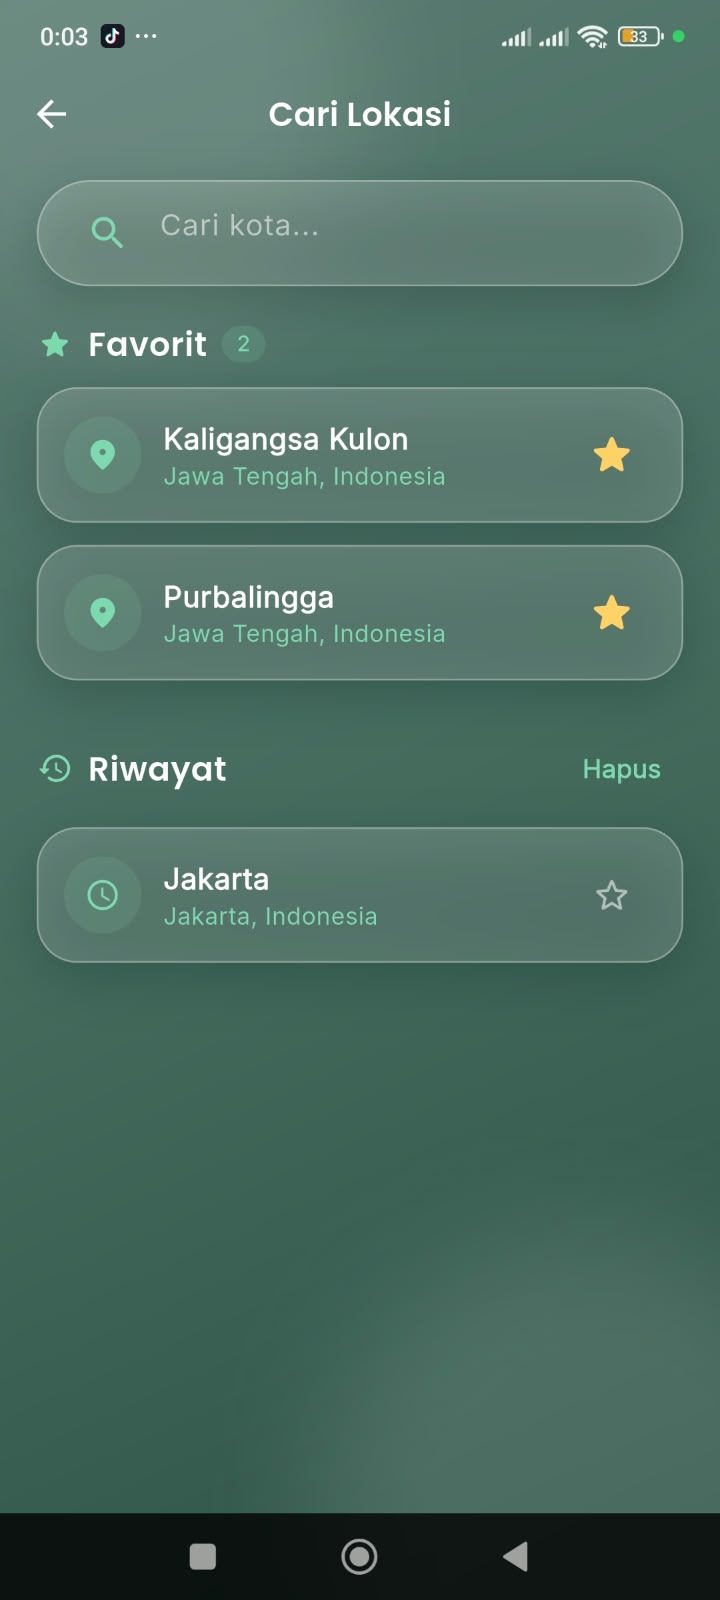 0:03
33
Cari Lokasi
Cari kota...
Favorit 2
Kaligangsa Kulon
Jawa Tengah, Indonesia
Purbalingga
Jawa Tengah, Indonesia
Riwayat Hapus
Jakarta
Jakarta, Indonesia